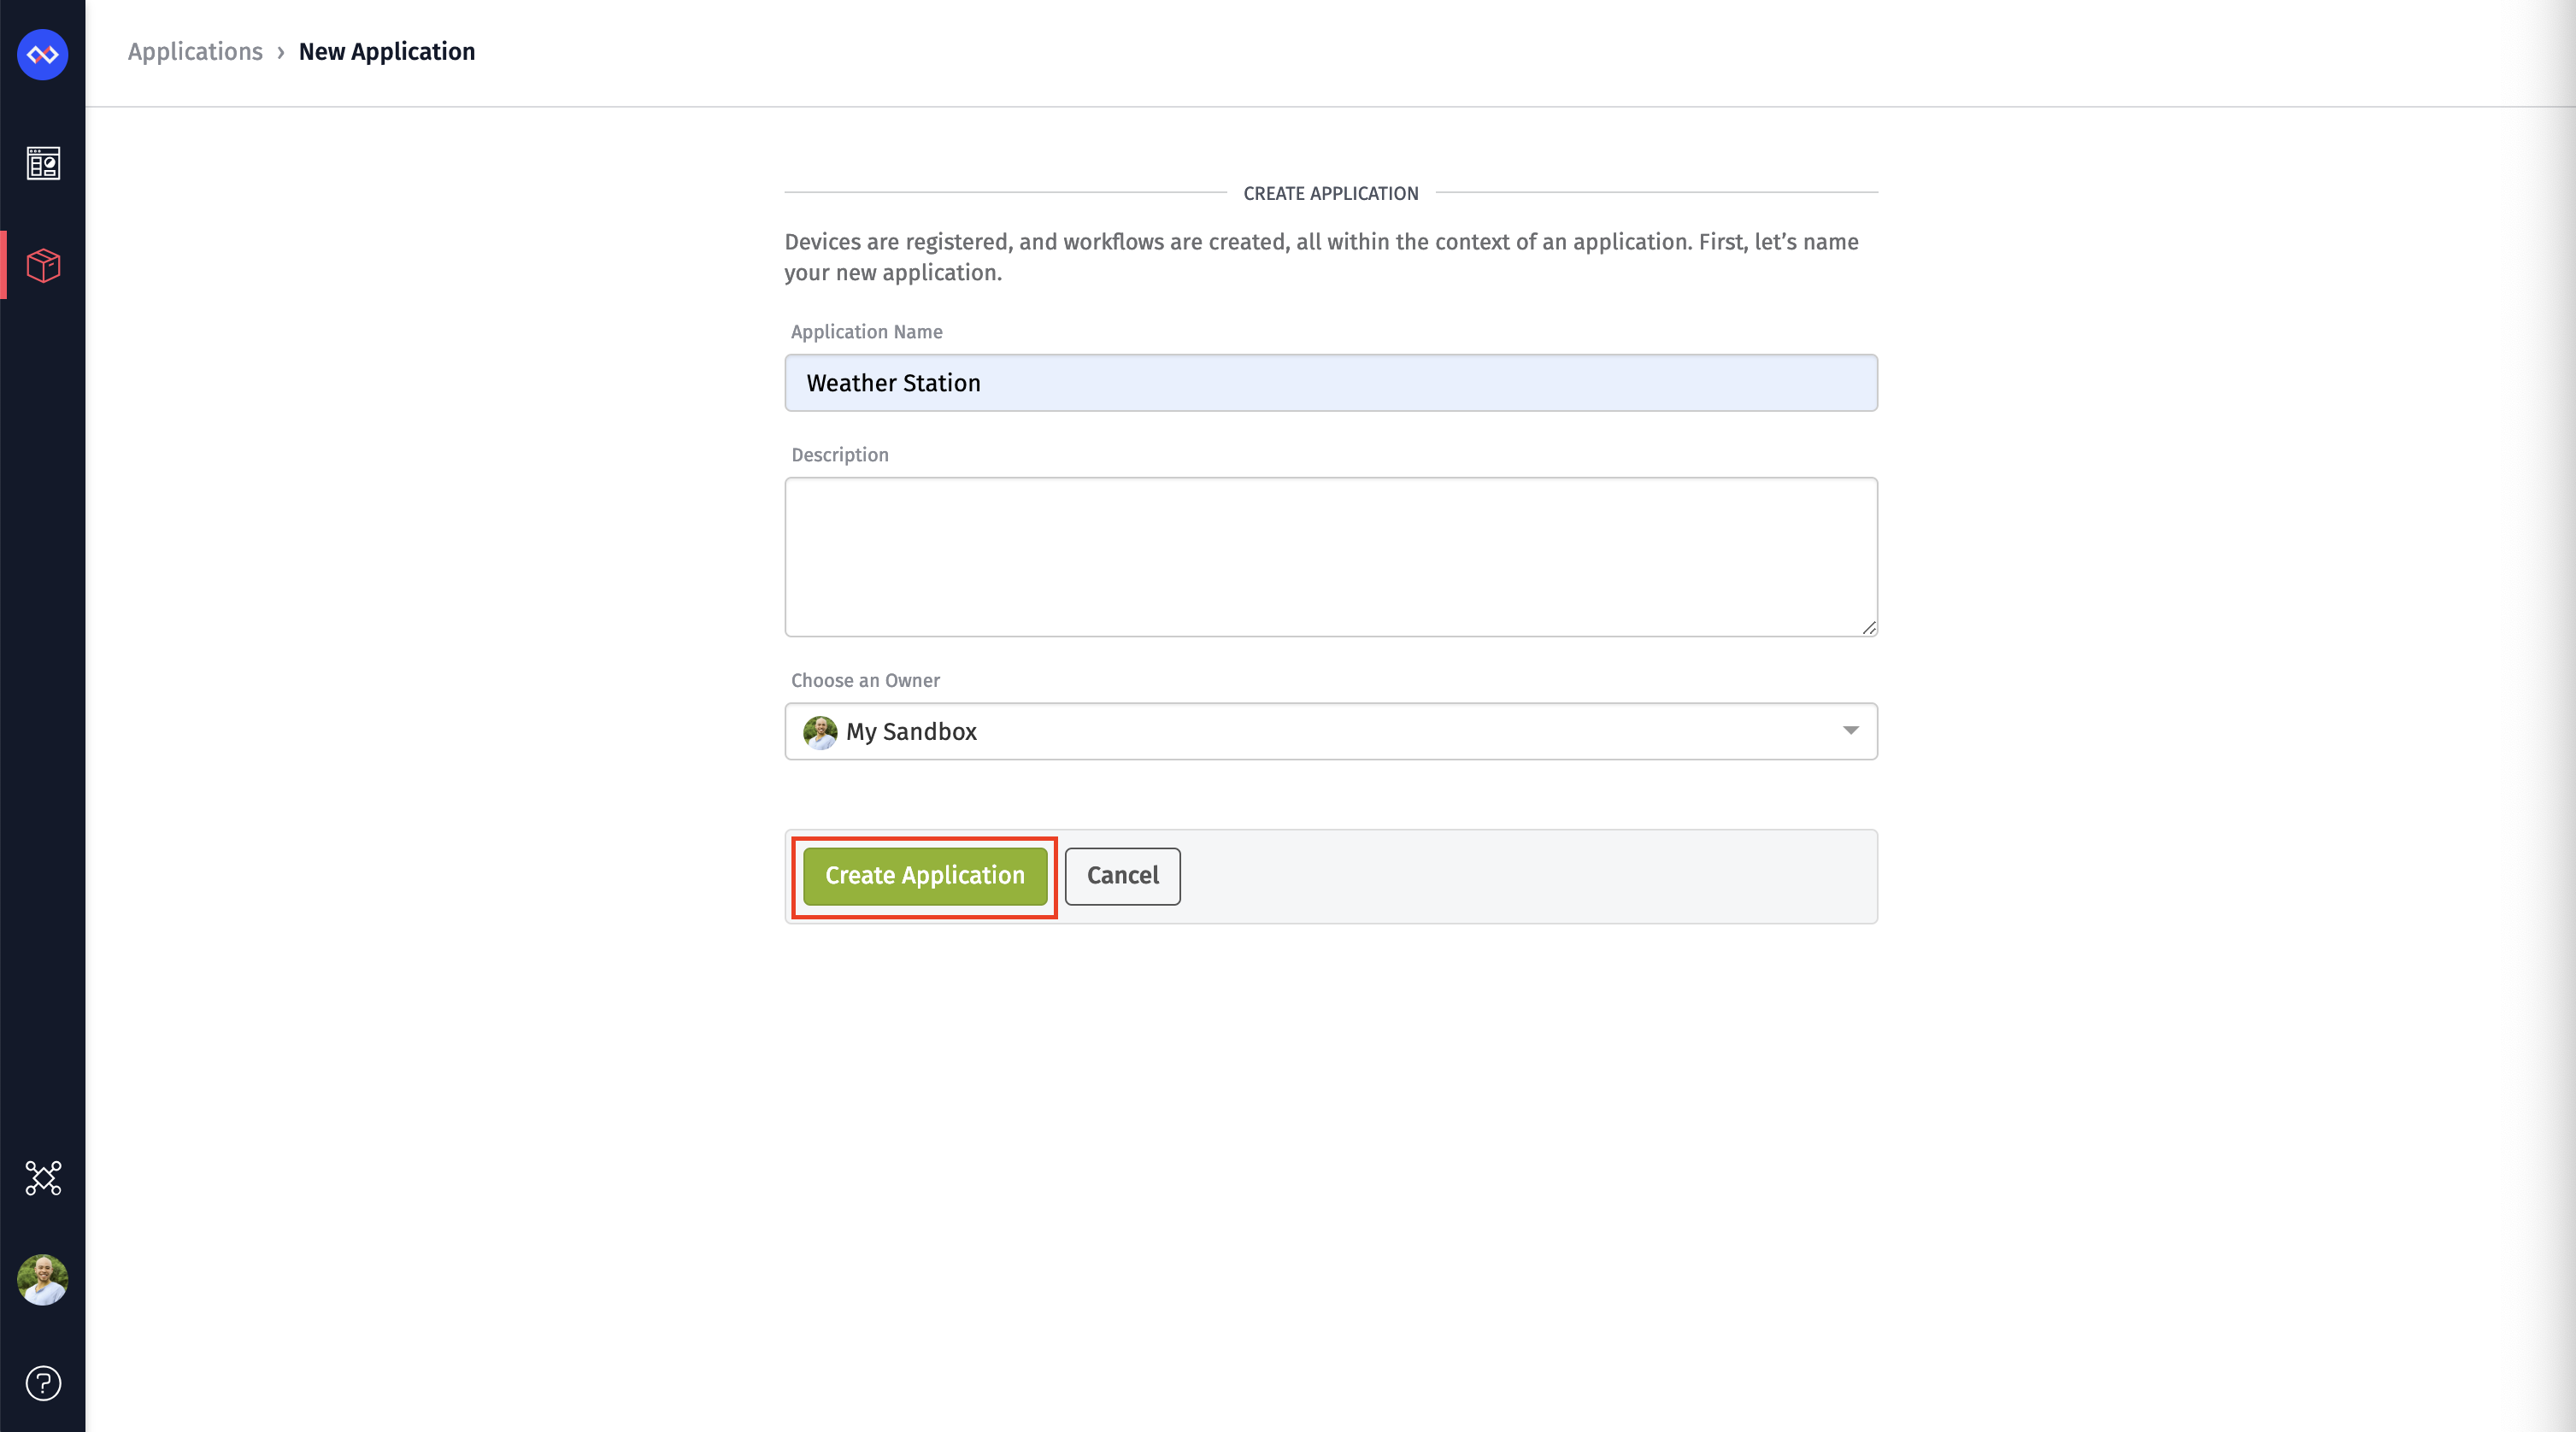 Applications › New Application
CREATE APPLICATION
Devices are registered, and workflows are created, all within the context of an application. First, let’s name
your new application.
Application Name
Weather Station
Description
Choose an Owner
My Sandbox
Create Application
Cancel
?